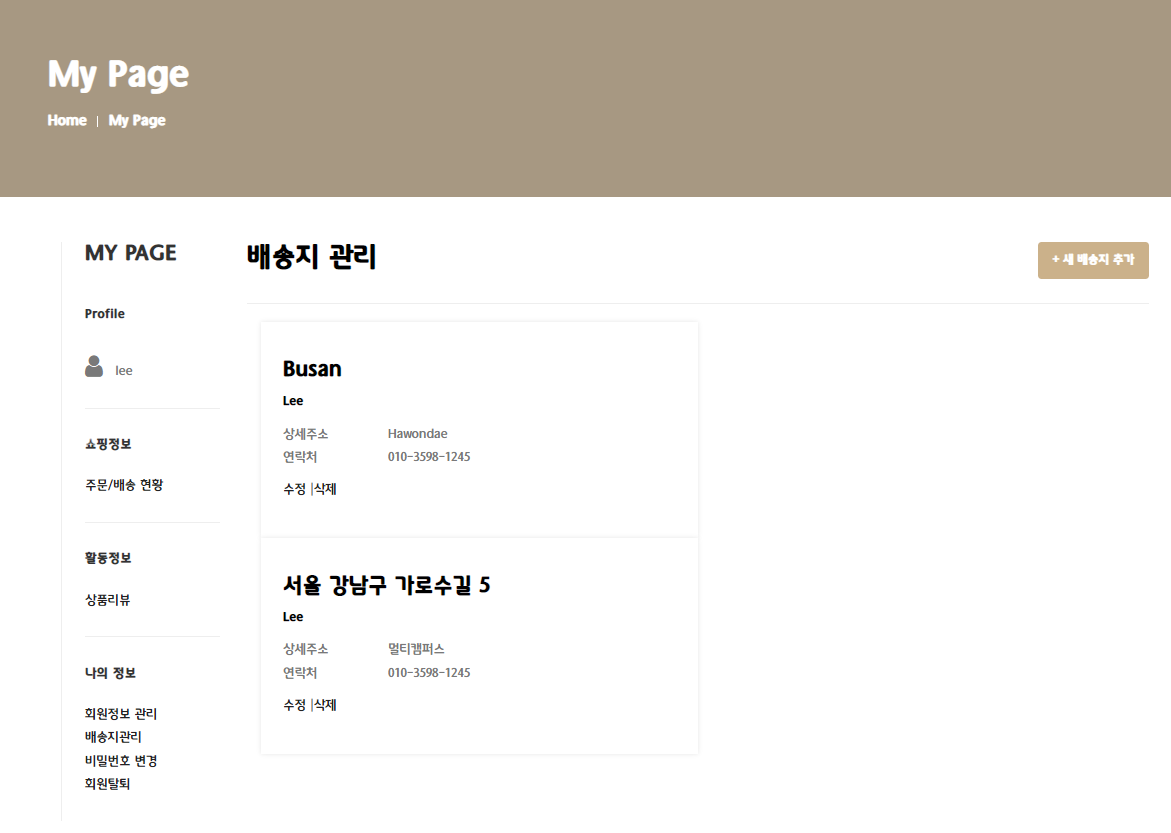 My Page
Home | My Page
MY PAGE
Profile
lee
쇼핑정보
주문/배송 현황
활동정보
상품리뷰
나의 정보
회원정보 관리
배송지관리
비밀번호 변경
회원탈퇴
배송지 관리
+ 새 배송지 추가
Busan
Lee
상세주소 Hawondae
연락처 010-3598-1245
수정 |삭제
서울 강남구 가로수길 5
Lee
상세주소 멀티캠퍼스
연락처 010-3598-1245
수정 |삭제